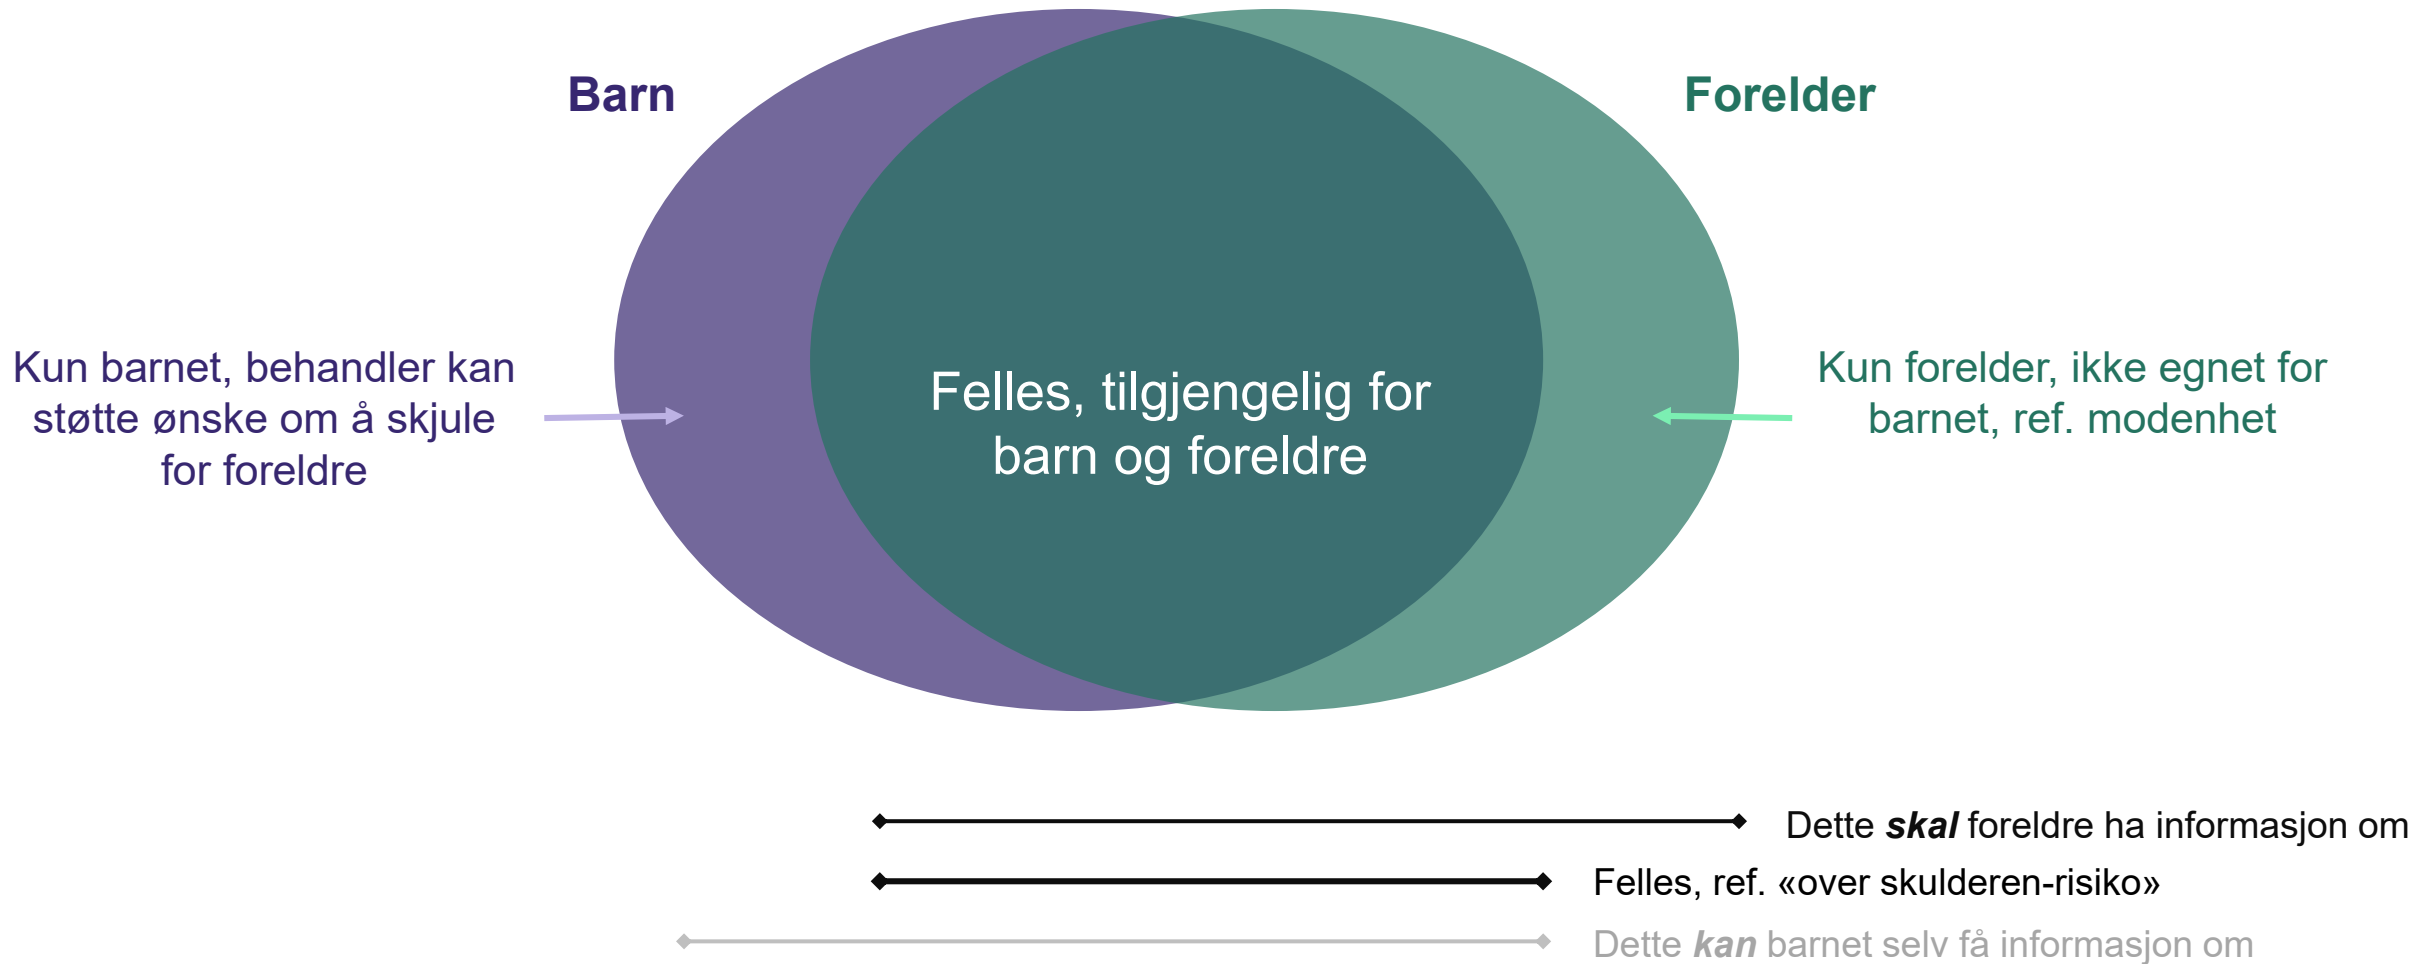 Barn
Forelder
Kun barnet, behandler kan
støtte ønske om å skjule
for foreldre
Felles, tilgjengelig for
barn og foreldre
Kun forelder, ikke egnet for
barnet, ref. modenhet
Dette skal foreldre ha informasjon om
Felles, ref. «over skulderen-risiko»
Dette kan barnet selv få informasjon om